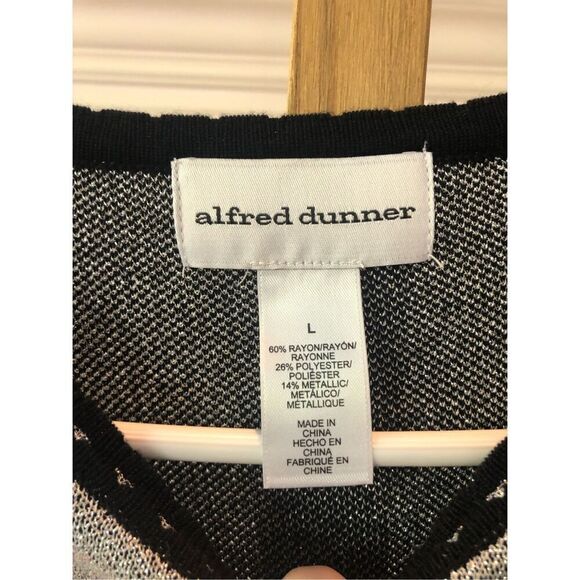 alfred dunner
L
60% RAYON/RAYÓN/
RAYONNE
26% POLYESTER/
POLIÉSTER
14% METALLIC/
METÁLICO/
MÉTALLIQUE
MADE IN
CHINA
HECHO EN
CHINA
FABRIQUÉ EN
CHINE